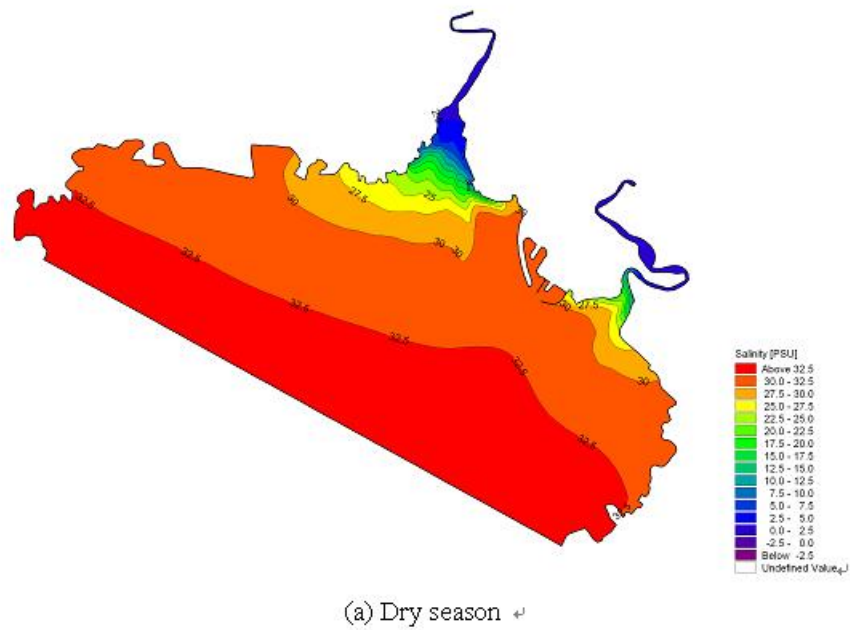 32.5
30
27.5
25
30
30
30
32.5
32.5
32.5
32.5
30
27.5
32.5
30
32.5
Salinity [PSU]
Above 32.5
30.0 - 32.5
27.5 - 30.0
25.0 - 27.5
22.5 - 25.0
20.0 - 22.5
17.5 - 20.0
15.0 - 17.5
12.5 - 15.0
10.0 - 12.5
7.5 - 10.0
5.0 - 7.5
2.5 - 5.0
0.0 - 2.5
-2.5 - 0.0
Below -2.5
Undefined Value
(a) Dry season